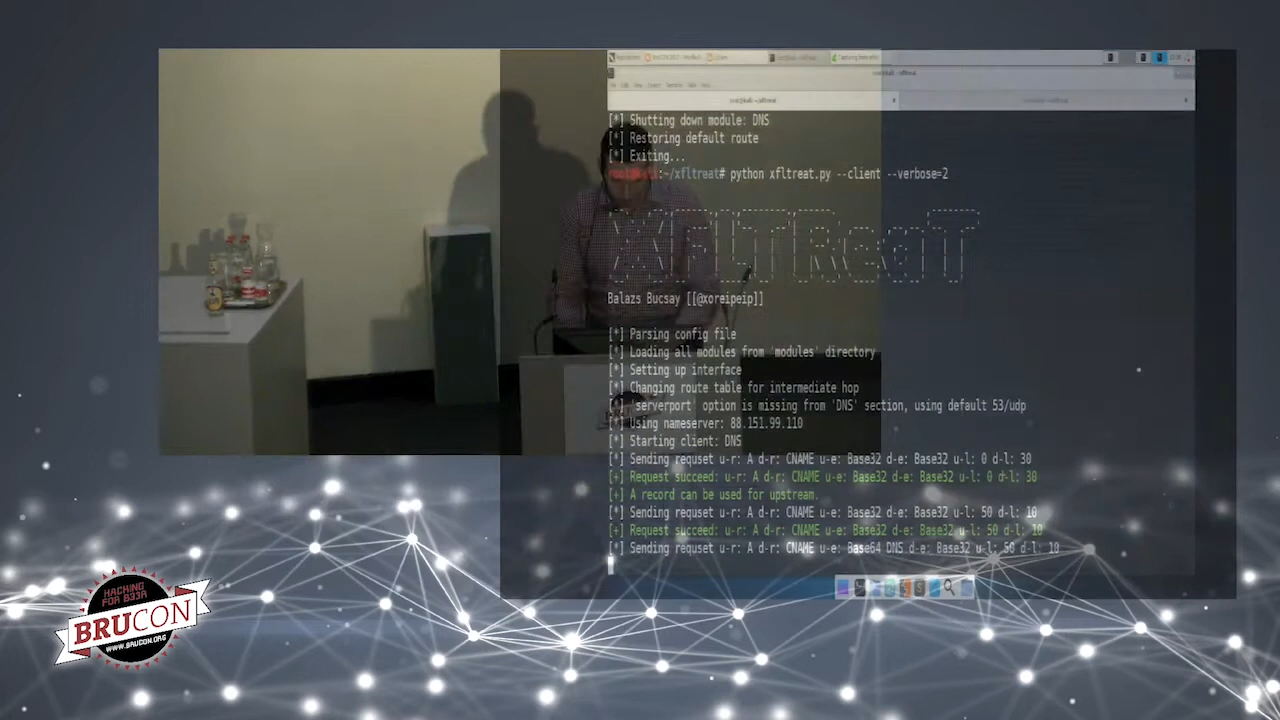 [*] Shutting down module: DNS
[*] Restoring default route
[*] Exiting...
:~/xfltreat# python xfltreat.py --client --verbose=2
XFLTReaT
Balazs Bucsay [[@xoreipeip]]
[*] Parsing config file
[*] Loading all modules from 'modules' directory
[*] Setting up interface
[*] Changing route table for intermediate hop
[*] 'serverport' option is missing from 'DNS' section, using default 53/udp
[*] Using nameserver: 88.151.99.110
[*] Starting client: DNS
[*] Sending requset u-r: A d-r: CNAME u-e: Base32 d-e: Base32 u-l: 0 d-l: 30
[+] Request succeed: u-r: A d-r: CNAME u-e: Base32 d-e: Base32 u-l: 0 d-l: 30
[+] A record can be used for upstream.
[*] Sending requset u-r: A d-r: CNAME u-e: Base32 d-e: Base32 u-l: 50 d-l: 10
[+] Request succeed: u-r: A d-r: CNAME u-e: Base32 d-e: Base32 u-l: 50 d-l: 10
[*] Sending requset u-r: A d-r: CNAME u-e: Base64 DNS d-e: Base32 u-l: 50 d-l: 10
HACKING
FOR B33R
BRUCON
WWW.BRUCON.ORG